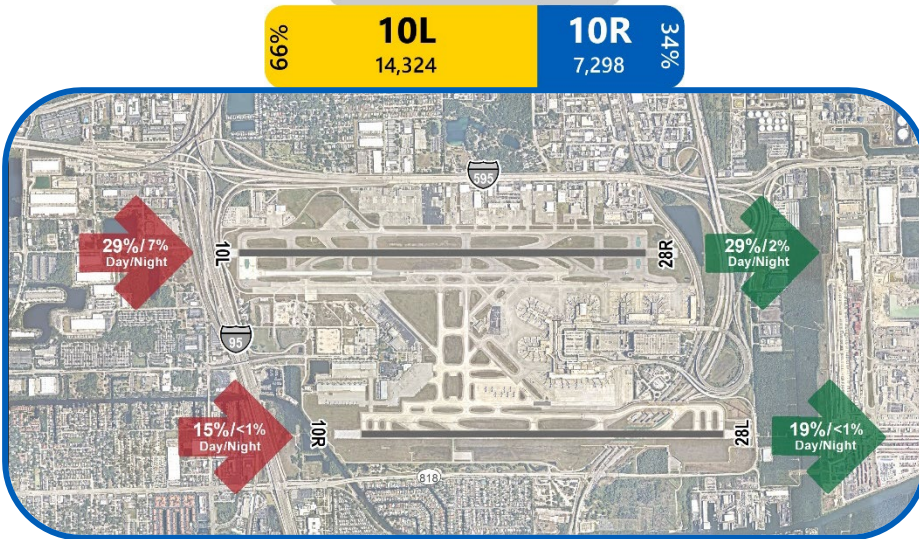 66%
10L
14,324
10R
7,298
34%
595
29%/7%
Day/Night
10L
28R
29%/2%
Day/Night
95
15%/<1%
Day/Night
10R
28L
19%/<1%
Day/Night
818